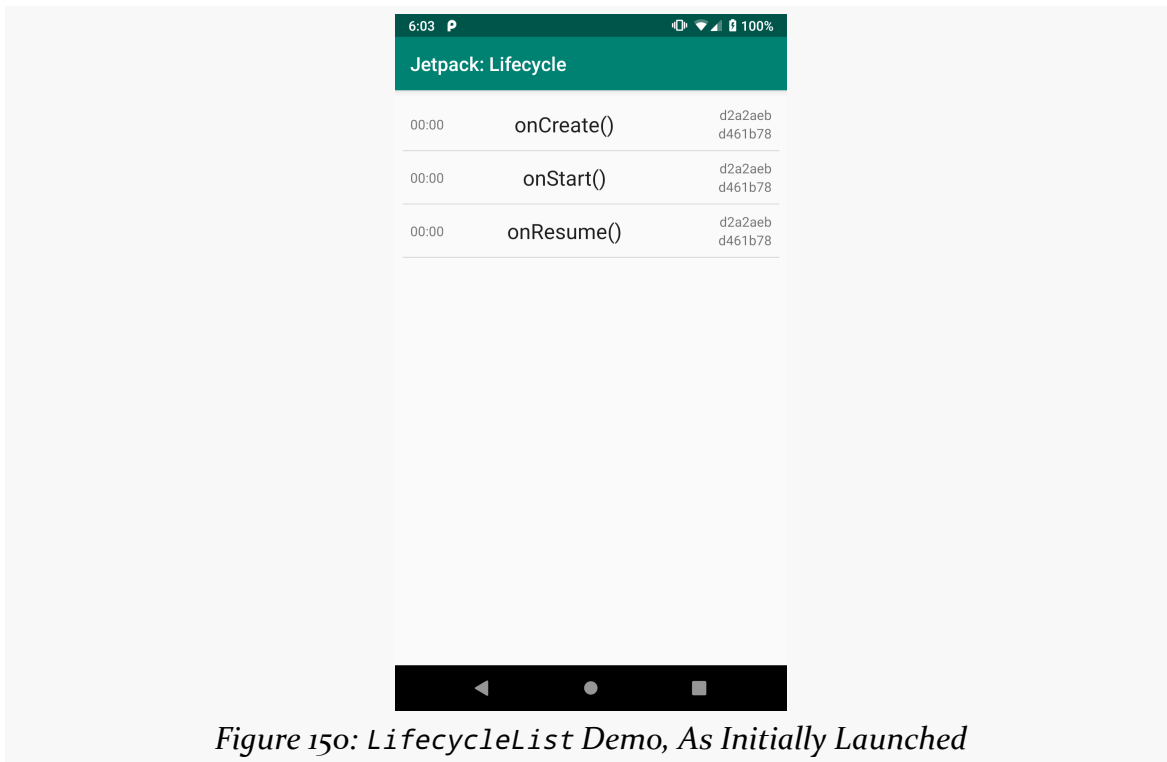 6:03 100%
Jetpack: Lifecycle
00:00 onCreate() d2a2aeb
d461b78
00:00 onStart() d2a2aeb
d461b78
00:00 onResume() d2a2aeb
d461b78
Figure 150: LifecycleList Demo, As Initially Launched